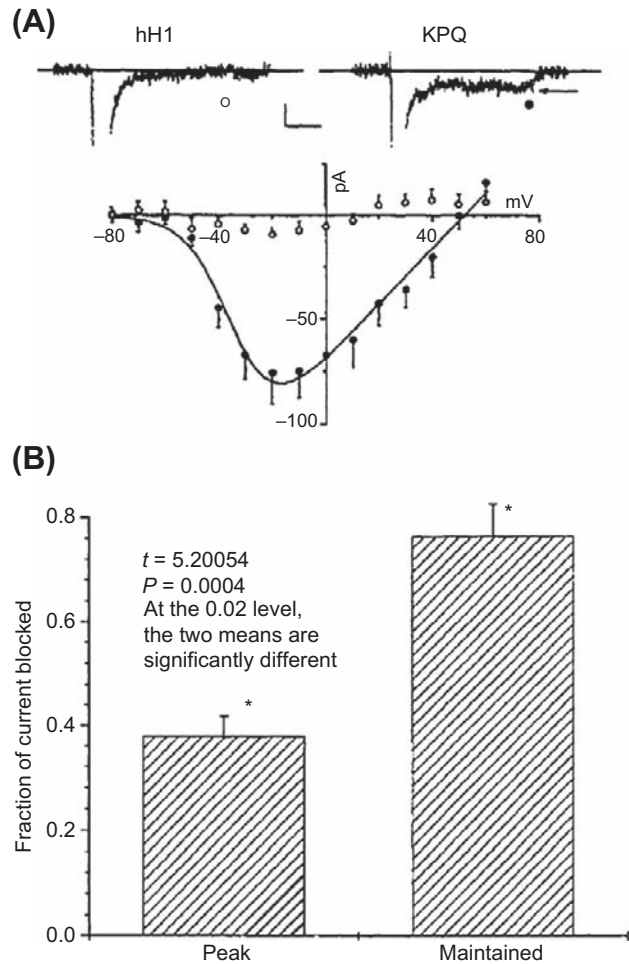 (A)
hH1
KPQ
pA
mV
–80
–40
40
80
–50
–100
(B)
0.8
t = 5.20054
P = 0.0004
At the 0.02 level,
the two means are
significantly different
*
0.6
*
0.4
0.2
0.0
Fraction of current blocked
Peak
Maintained